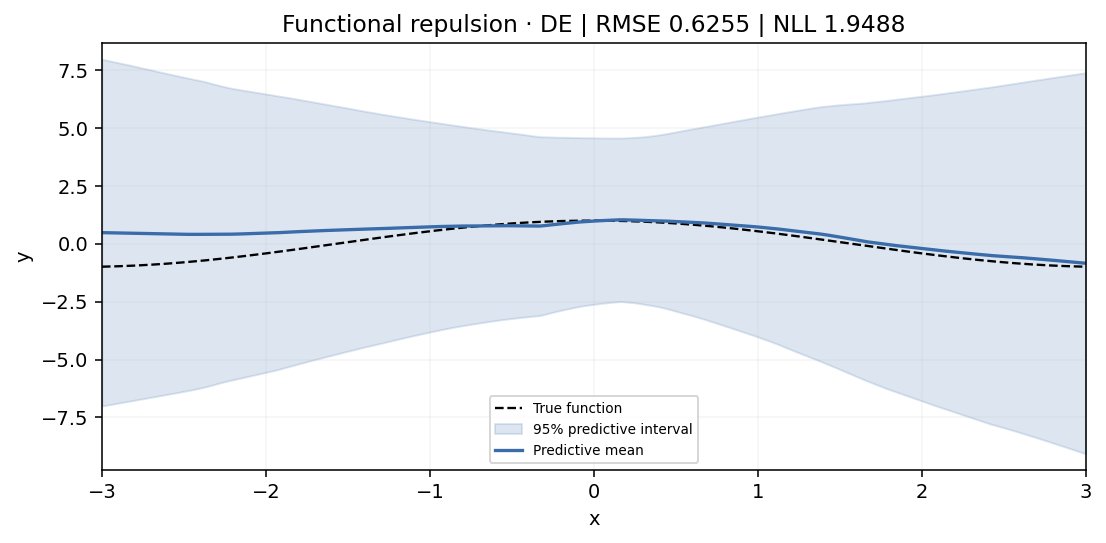 Functional repulsion · DE | RMSE 0.6255 | NLL 1.9488
7.5
5.0
2.5
0.0
−2.5
−5.0
−7.5
y
True function
95% predictive interval
Predictive mean
−3
−2
−1
0
1
2
3
x